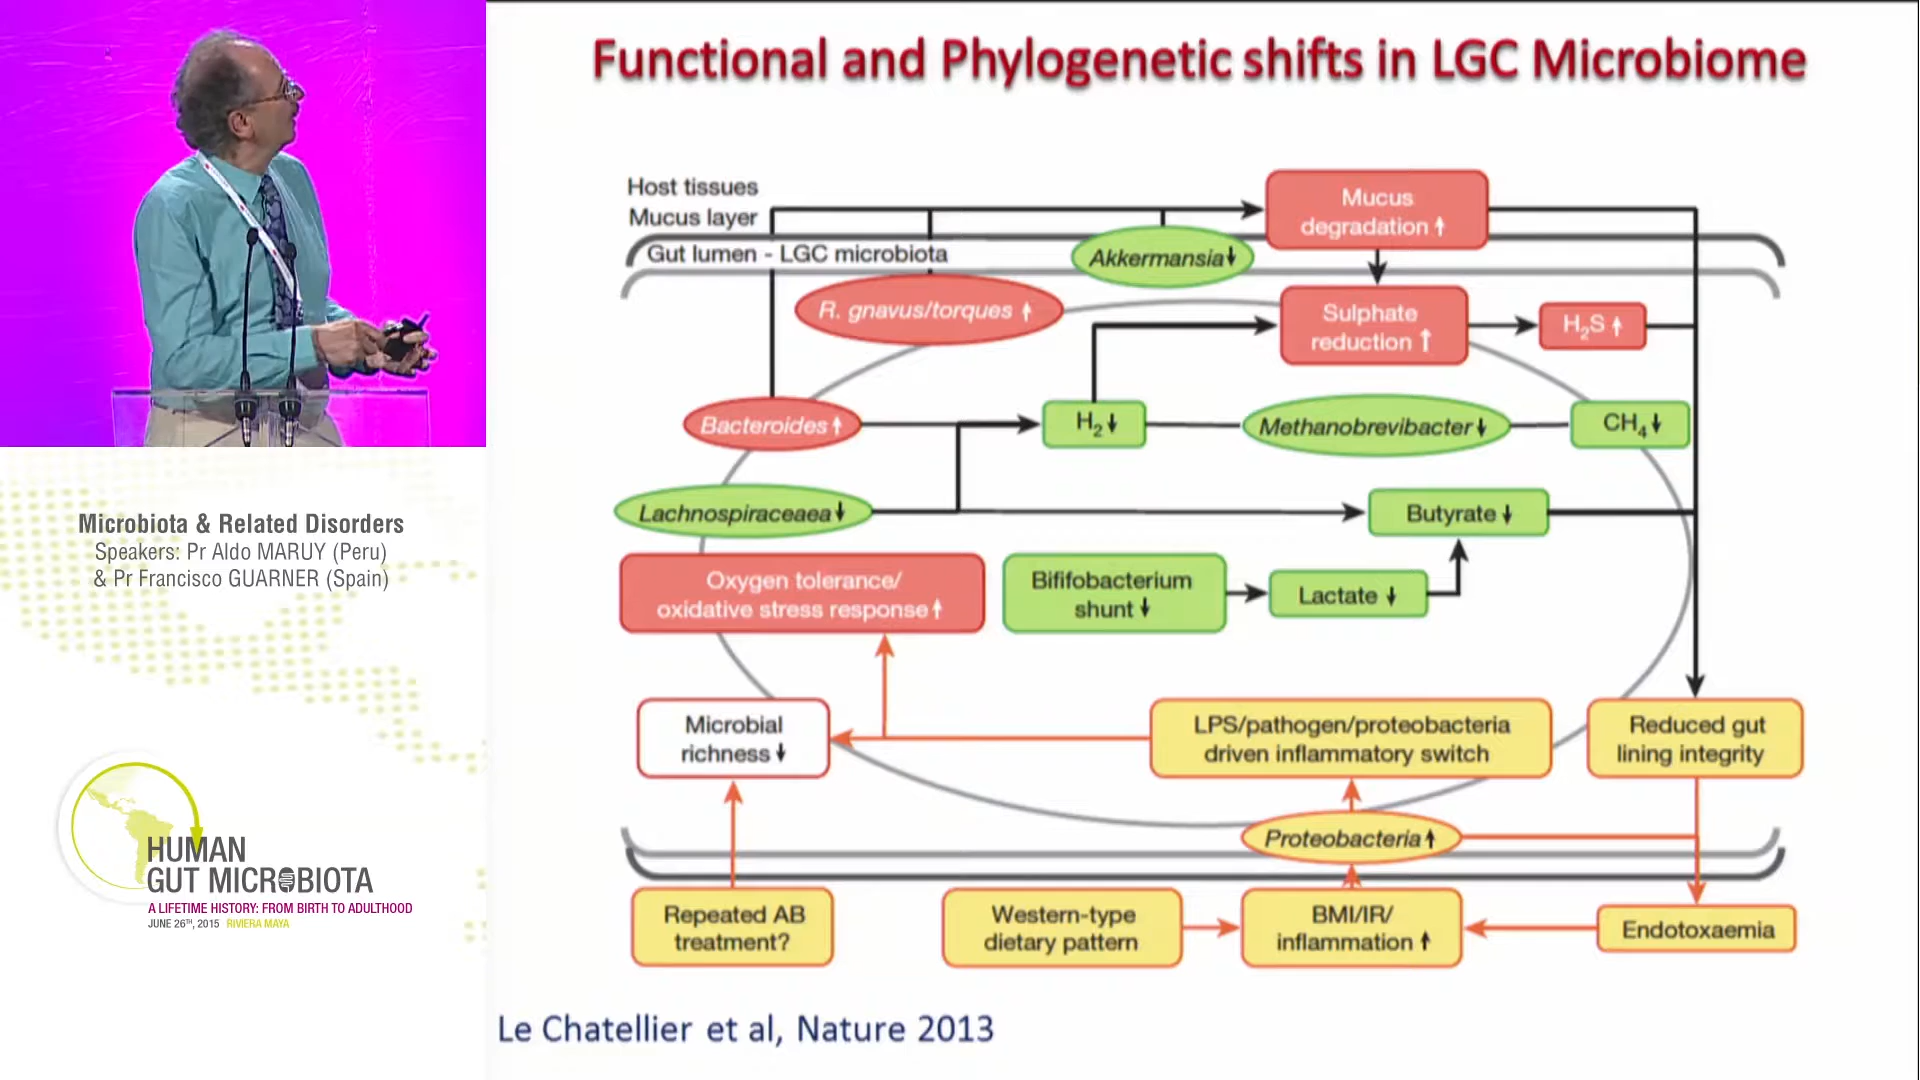 Functional and Phylogenetic shifts in LGC Microbiome
Host tissues
Mucus layer
Gut lumen - LGC microbiota
Mucus
degradation ↑
Akkermansia↓
R. gnavus/torques ↑
Sulphate
reduction ↑
H₂S ↑
Bacteroides ↑
H₂↓
Methanobrevibacter↓
CH₄↓
Lachnospiraceaea↓
Butyrate ↓
Oxygen tolerance/
oxidative stress response ↑
Bififobacterium
shunt ↓
Lactate ↓
Microbial
richness ↓
LPS/pathogen/proteobacteria
driven inflammatory switch
Reduced gut
lining integrity
Proteobacteria ↑
Repeated AB
treatment?
Western-type
dietary pattern
BMI/IR/
inflammation ↑
Endotoxaemia
Le Chatellier et al, Nature 2013
Microbiota & Related Disorders
Speakers: Pr Aldo MARUY (Peru)
& Pr Francisco GUARNER (Spain)
HUMAN
GUT MICROBIOTA
A LIFETIME HISTORY: FROM BIRTH TO ADULTHOOD
JUNE 26TH, 2015 RIVIERA MAYA